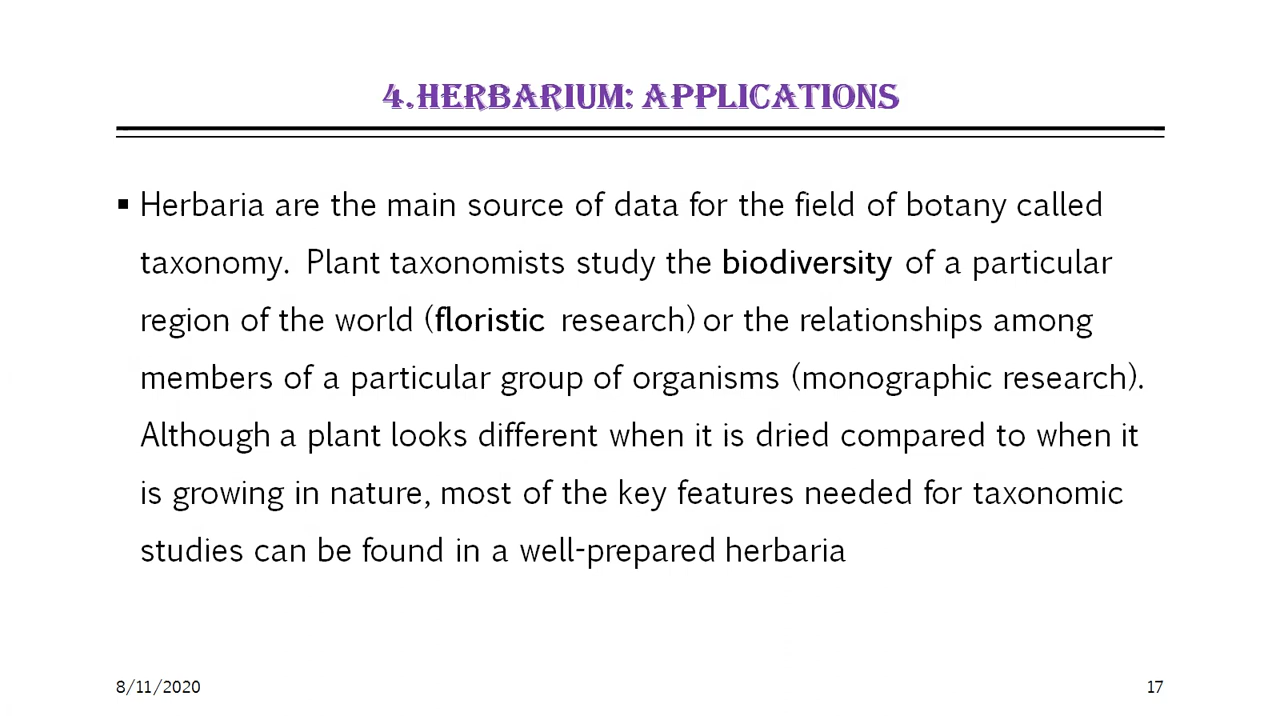 4.HERBARIUM: APPLICATIONS
▪ Herbaria are the main source of data for the field of botany called
taxonomy. Plant taxonomists study the biodiversity of a particular
region of the world (floristic research) or the relationships among
members of a particular group of organisms (monographic research).
Although a plant looks different when it is dried compared to when it
is growing in nature, most of the key features needed for taxonomic
studies can be found in a well-prepared herbaria
8/11/2020
17